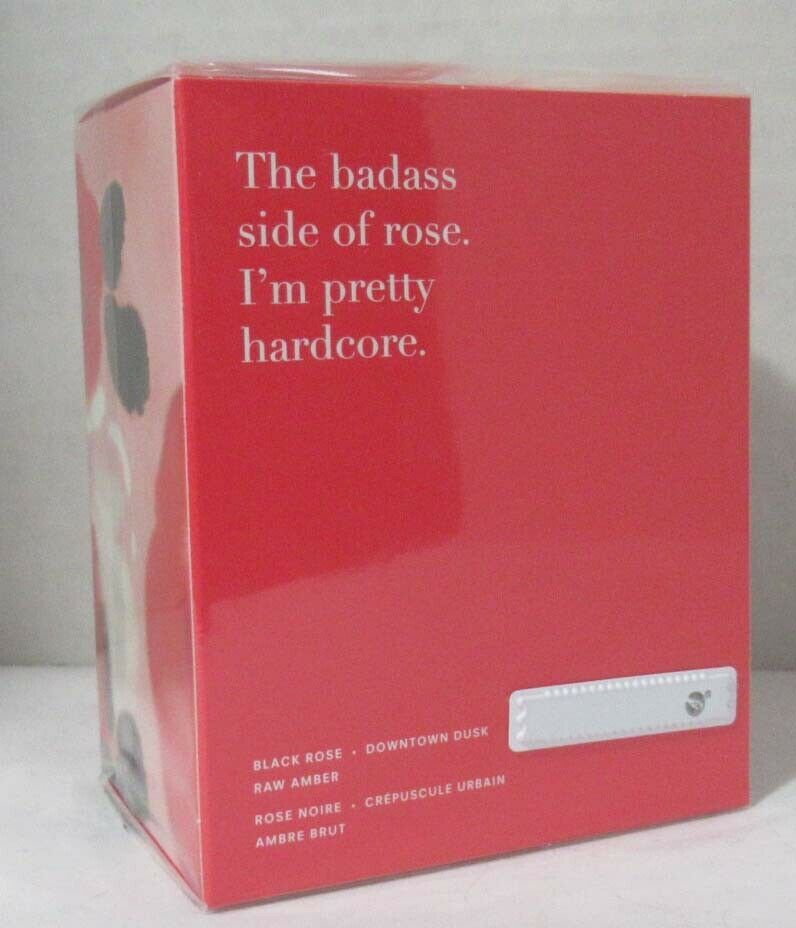 The badass
side of rose.
I'm pretty
hardcore.
BLACK ROSE • DOWNTOWN DUSK
RAW AMBER
ROSE NOIRE • CRÉPUSCULE URBAIN
AMBRE BRUT